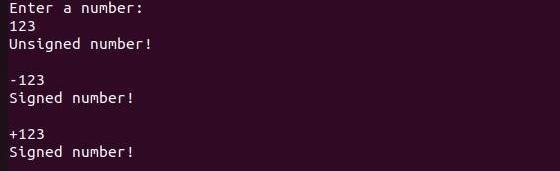 Enter a number:
123
Unsigned number!
-123
Signed number!
+123
Signed number!